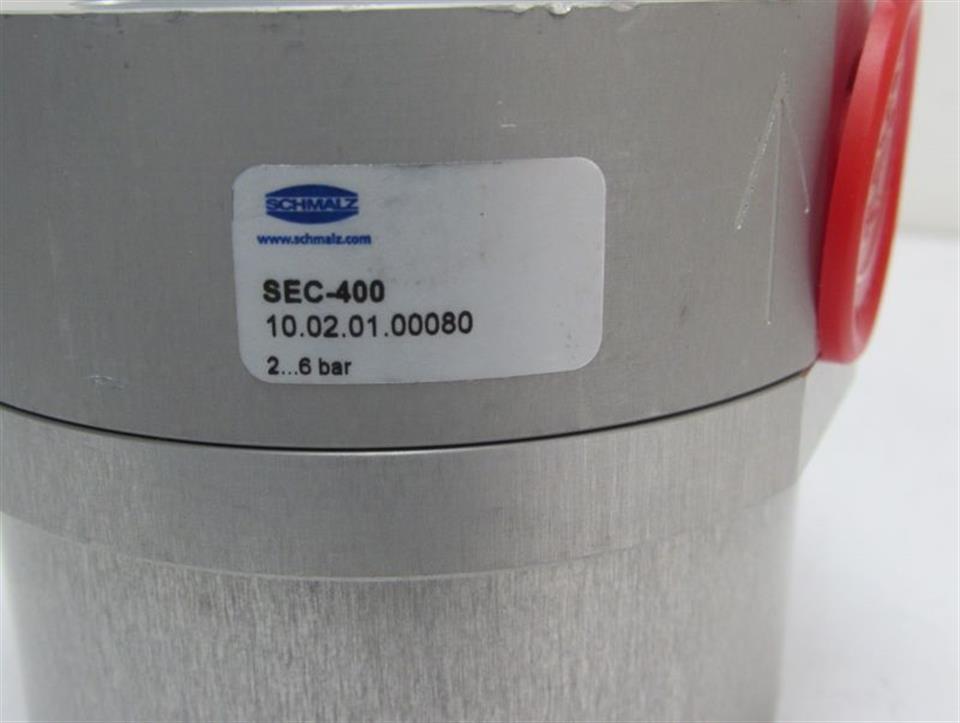 SCHMALZ
www.schmalz.com
SEC-400
10.02.01.00080
2...6 bar